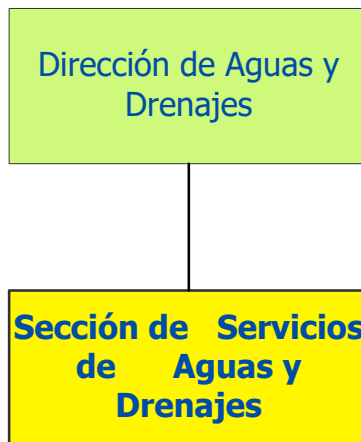 Dirección de Aguas y
Drenajes
Sección de Servicios
de Aguas y
Drenajes